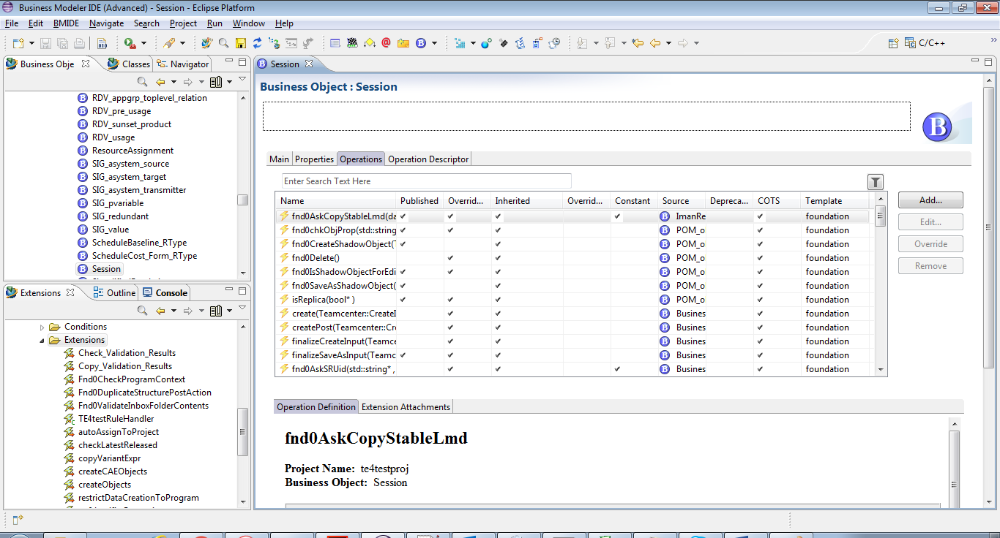 Business Modeler IDE (Advanced) - Session - Eclipse Platform
File Edit BMIDE Navigate Search Project Run Window Help
C/C++
Business Obje Classes Navigator
RDV_appgrp_toplevel_relation
RDV_pre_usage
RDV_sunset_product
RDV_usage
ResourceAssignment
SIG_asystem_source
SIG_asystem_target
SIG_asystem_transmitter
SIG_pvariable
SIG_redundant
SIG_value
ScheduleBaseline_RType
ScheduleCost_Form_RType
Session
Extensions Outline Console
Conditions
Extensions
Check_Validation_Results
Copy_Validation_Results
Fnd0CheckProgramContext
Fnd0DuplicateStructurePostAction
Fnd0ValidateInboxFolderContents
TE4testRuleHandler
autoAssignToProject
checkLatestReleased
copyVariantExpr
createCAEObjects
createObjects
restrictDataCreationToProgram
Session
Business Object : Session
B
Main Properties Operations Operation Descriptor
Enter Search Text Here
Name Published Overrid... Inherited Overrid... Constant Source Depreca... COTS Template
fnd0AskCopyStableLmd(da ImanRe foundation
fnd0chkObjProp(std::string POM_o foundation
fnd0CreateShadowObject(T POM_o foundation
fnd0Delete() POM_o foundation
fnd0IsShadowObjectForEdi POM_o foundation
fnd0SaveAsShadowObject( POM_o foundation
isReplica(bool* ) POM_o foundation
create(Teamcenter::CreateI Busines foundation
createPost(Teamcenter::Cre Busines foundation
finalizeCreateInput(Teamce Busines foundation
finalizeSaveAsInput(Teamc Busines foundation
fnd0AskSRUid(std::string* , Busines foundation
Add...
Edit...
Override
Remove
Operation Definition Extension Attachments
fnd0AskCopyStableLmd
Project Name: te4testproj
Business Object: Session